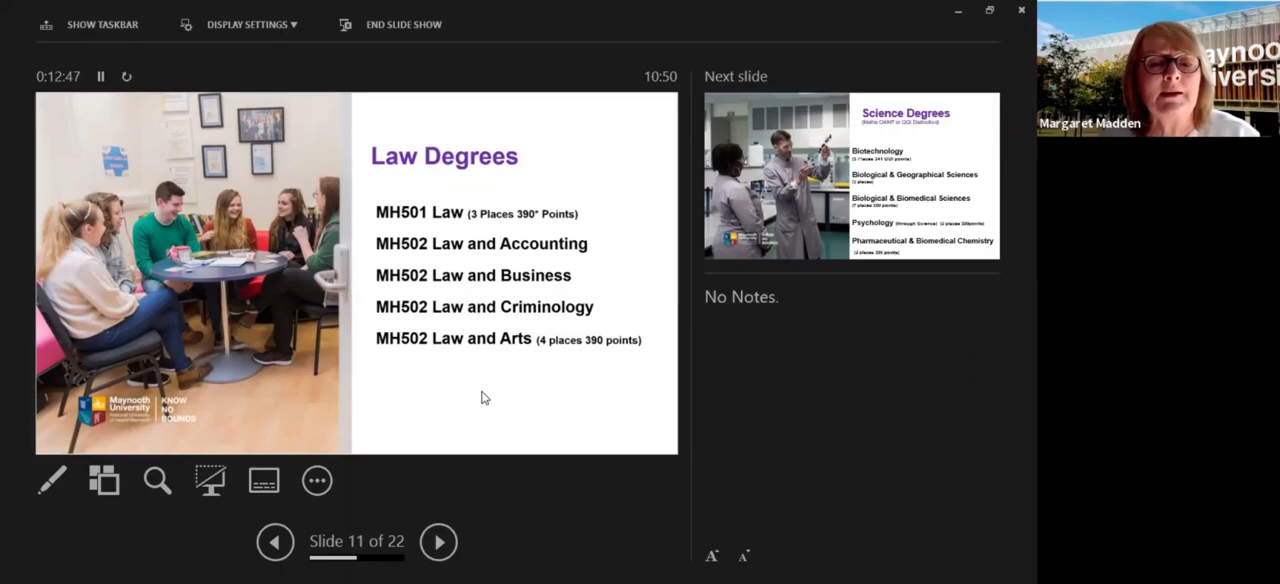 SHOW TASKBAR
DISPLAY SETTINGS ▼
END SLIDE SHOW
0:12:47
10:50
Next slide
Law Degrees
MH501 Law (3 Places 390* Points)
MH502 Law and Accounting
MH502 Law and Business
MH502 Law and Criminology
MH502 Law and Arts (4 places 390 points)
Maynooth
University
KNOW
NO
BOUNDS
Science Degrees
Biotechnology
Biological & Geographical Sciences
Biological & Biomedical Sciences
Psychology (through Science)
Pharmaceutical & Biomedical Chemistry
No Notes.
Slide 11 of 22
Margaret Madden